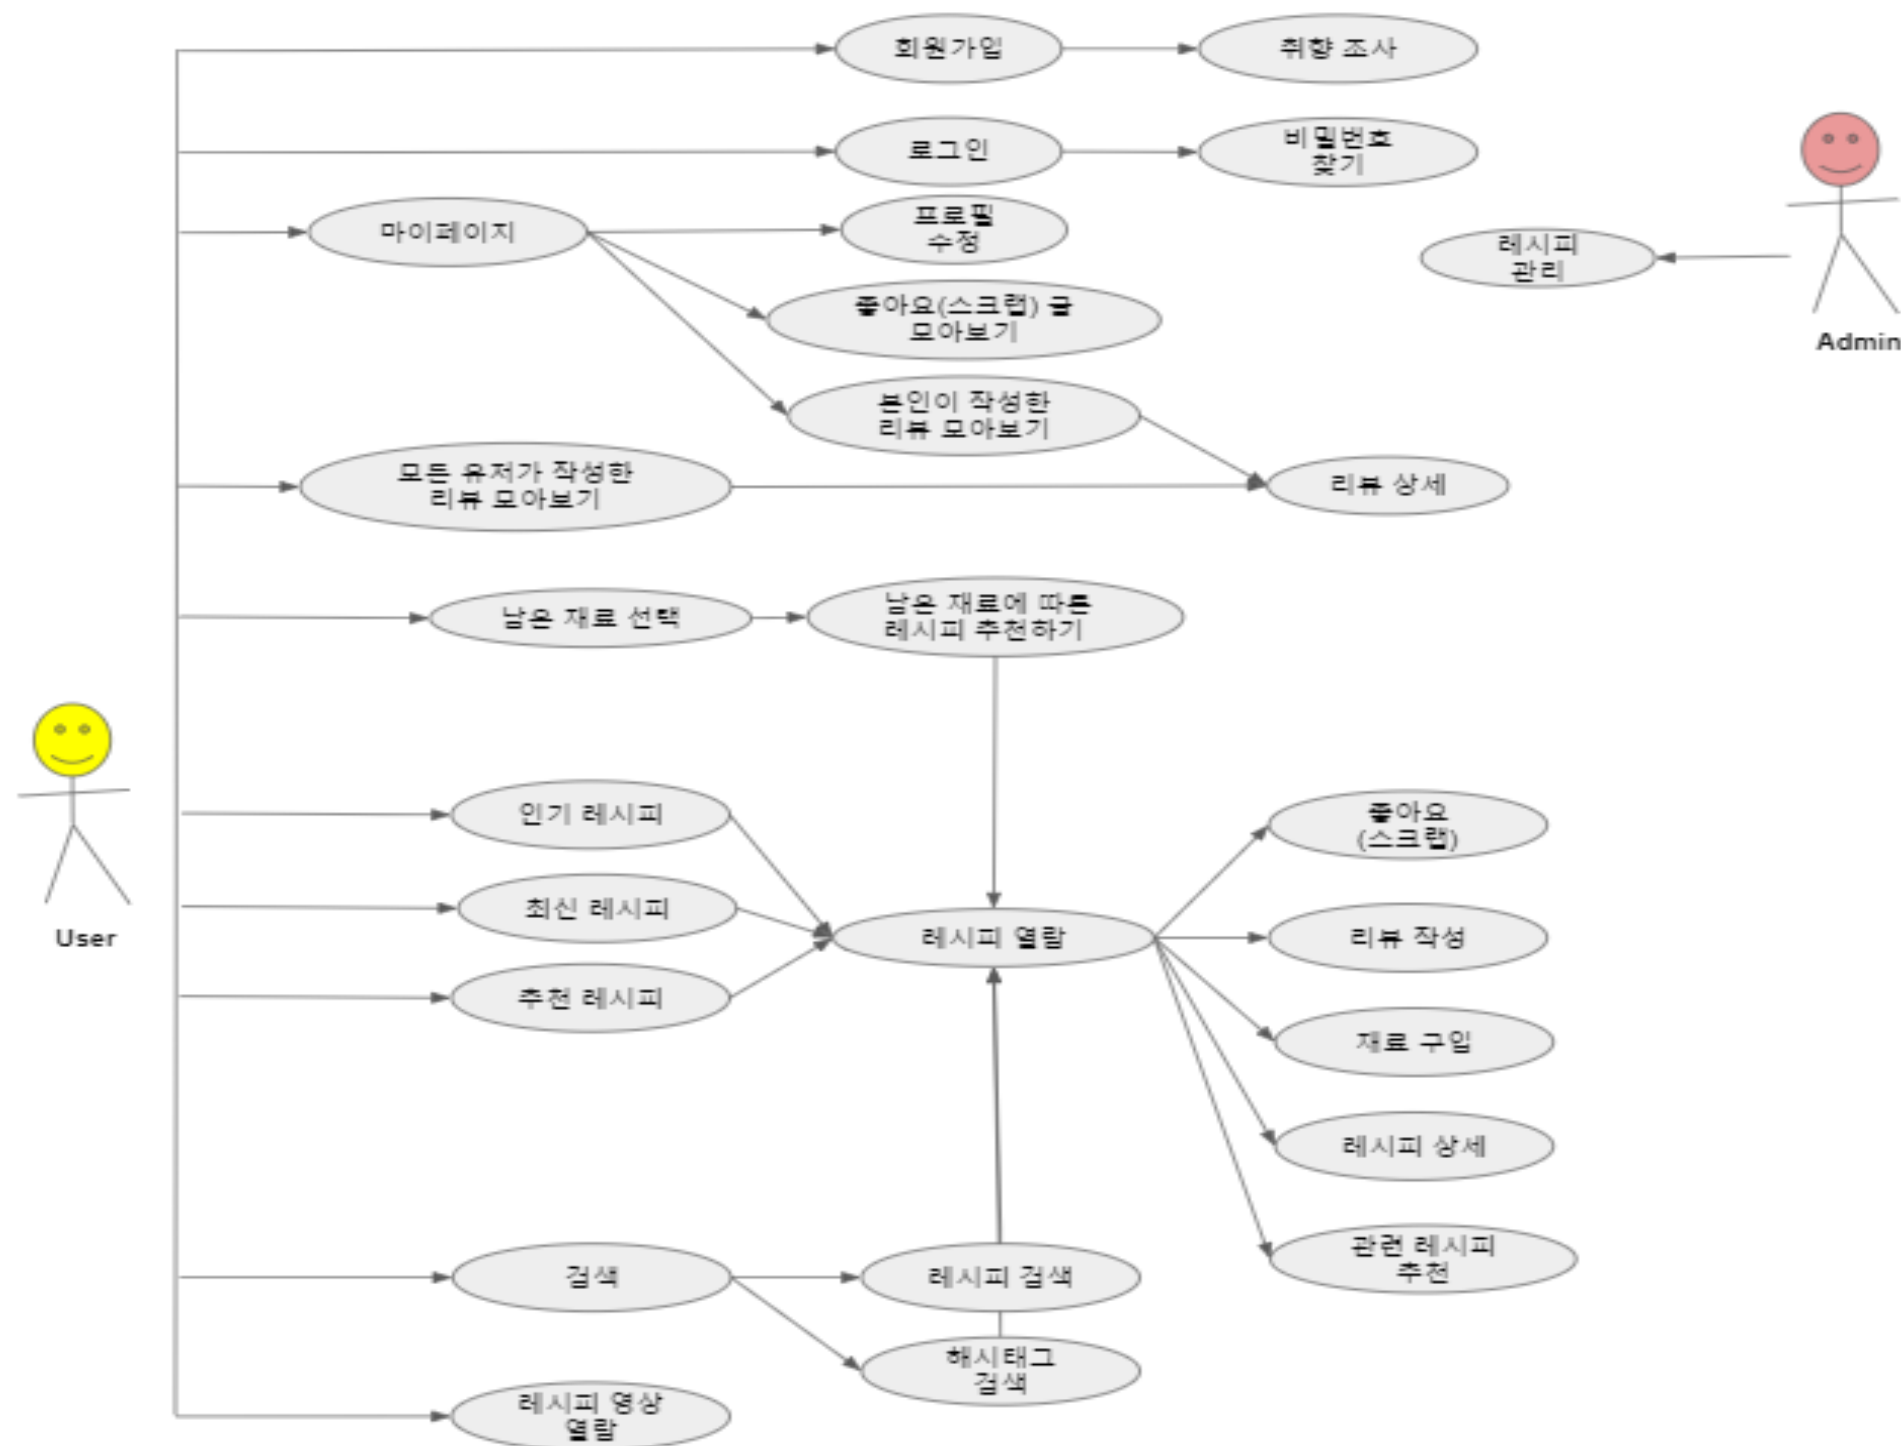 회원가입
취향 조사
로그인
비밀번호
찾기
마이페이지
프로필
수정
레시피
관리
Admin
좋아요(스크랩) 글
모아보기
본인이 작성한
리뷰 모아보기
모든 유저가 작성한
리뷰 모아보기
리뷰 상세
남은 재료 선택
남은 재료에 따른
레시피 추천하기
User
인기 레시피
최신 레시피
추천 레시피
레시피 열람
좋아요
(스크랩)
리뷰 작성
재료 구입
레시피 상세
관련 레시피
추천
검색
레시피 검색
해시태그
검색
레시피 영상
열람